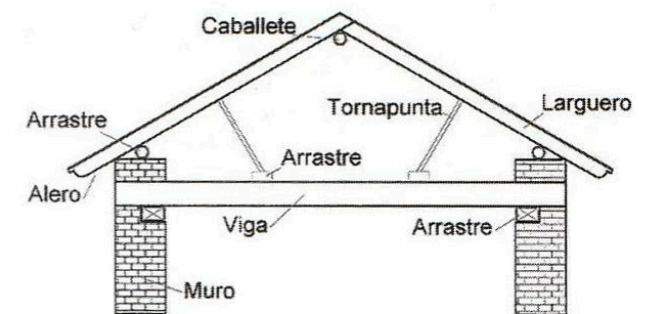 Caballete
Tornapunta
Larguero
Arrastre
Arrastre
Alero
Viga
Arrastre
Muro